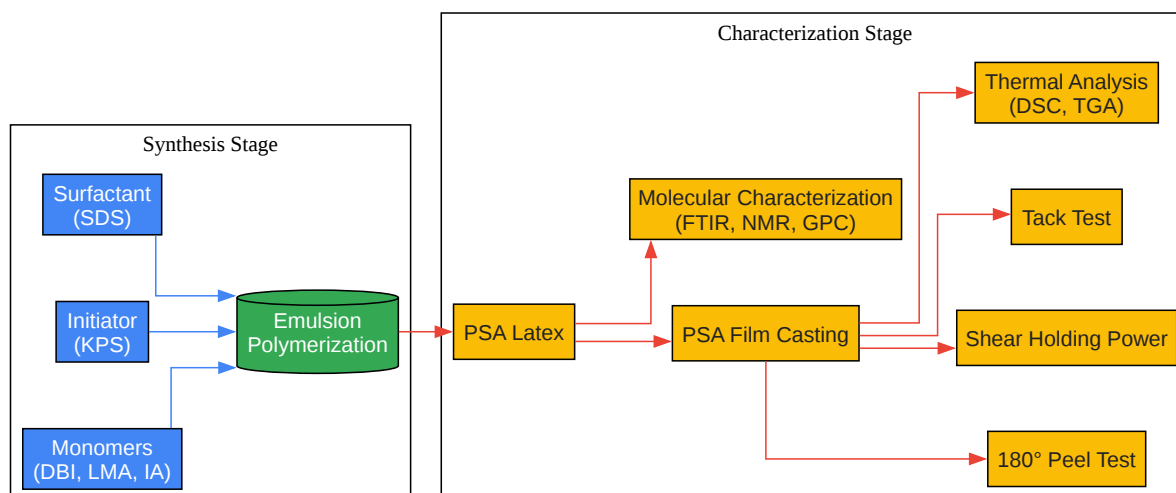 Synthesis Stage
Surfactant
(SDS)
Initiator
(KPS)
Monomers
(DBI, LMA, IA)
Emulsion
Polymerization
Characterization Stage
PSA Latex
Molecular Characterization
(FTIR, NMR, GPC)
PSA Film Casting
Thermal Analysis
(DSC, TGA)
Tack Test
Shear Holding Power
180° Peel Test